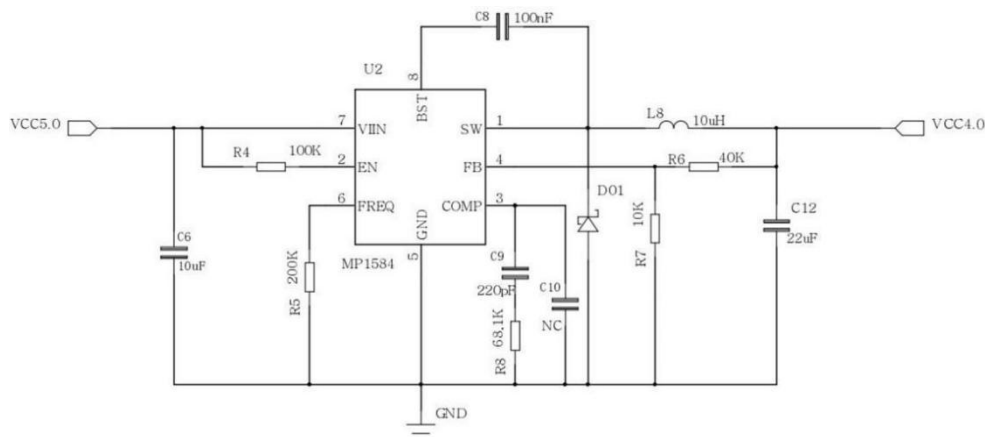 C8
100nF
U2
8
BST
VCC5.0
7
VIIN
SW
1
L8
10uH
VCC4.0
R4
100K
2
EN
FB
4
R6
40K
6
FREQ
COMP
3
GND
5
MP1584
D01
10K
R7
C12
22uF
C6
10uF
200K
R5
C9
220pF
C10
NC
68.1K
R8
GND